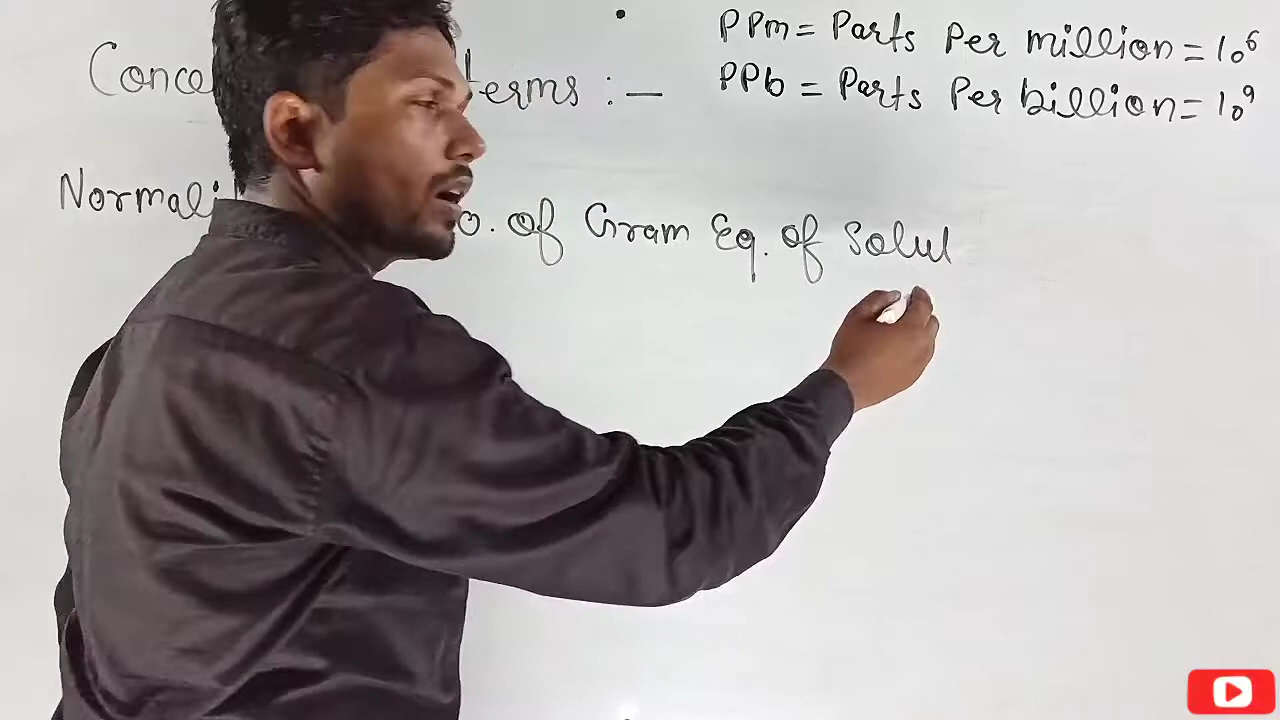 PPm = Parts Per million = 10⁶
Conce terms : —
PPb = Parts Per billion = 10⁹
Normali o. of Gram Eq. of Solut